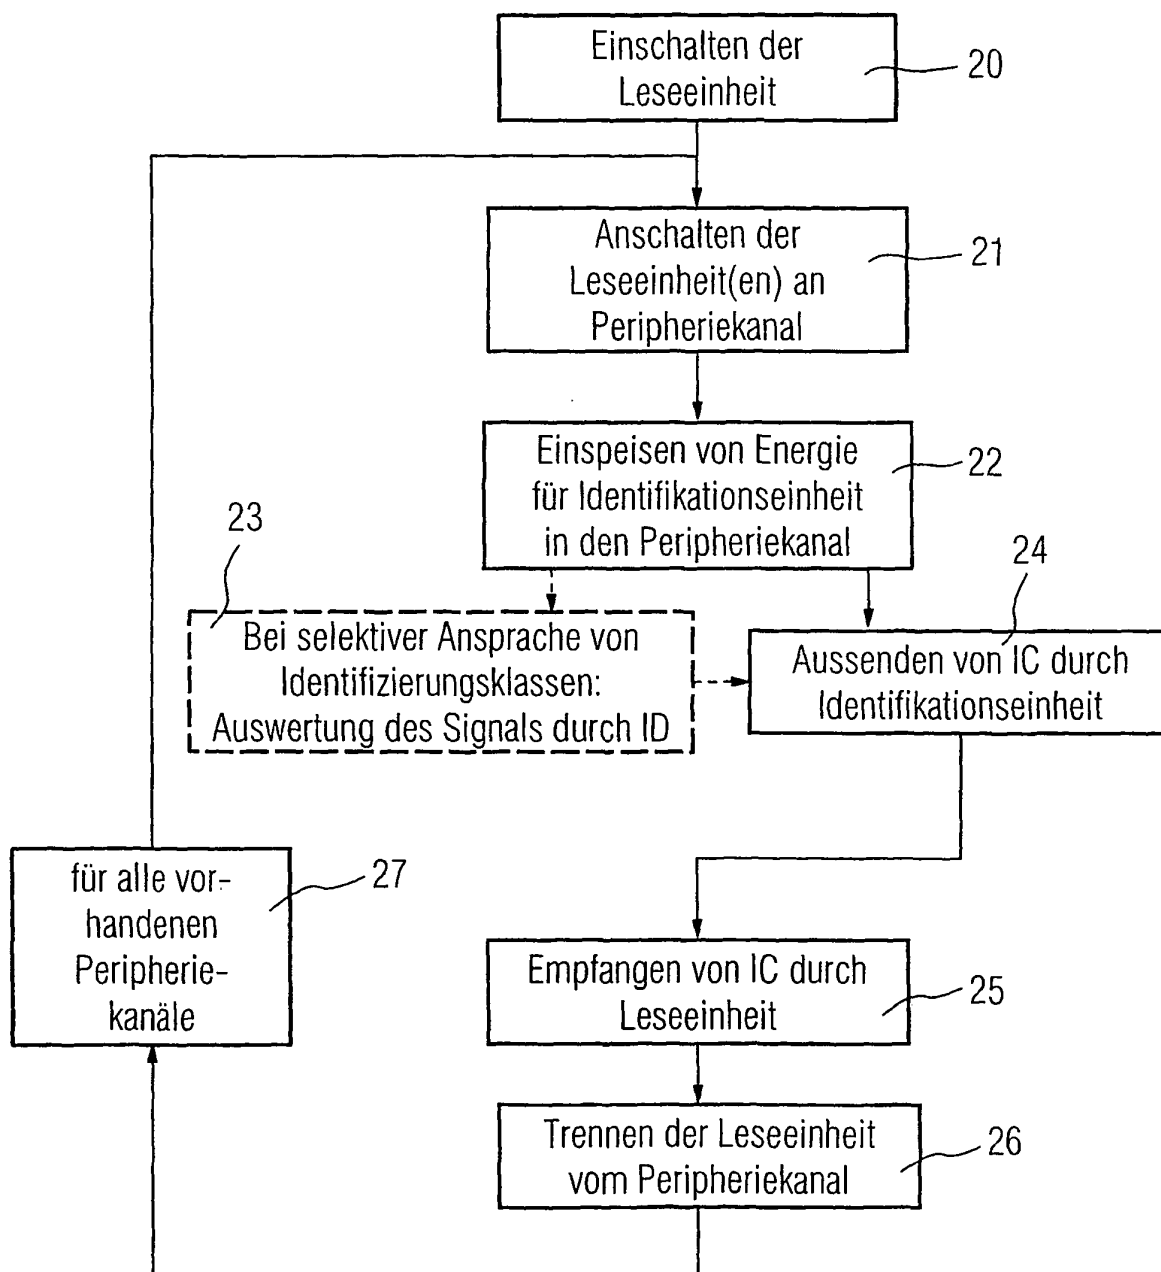 Einschalten der
Leseeinheit
20
Anschalten der
Leseeinheit(en) an
Peripheriekanal
21
Einspeisen von Energie
für Identifikationseinheit
in den Peripheriekanal
22
23
Bei selektiver Ansprache von
Identifizierungsklassen:
Auswertung des Signals durch ID
24
Aussenden von IC durch
Identifikationseinheit
für alle vor-
handenen
Peripherie-
kanäle
27
Empfangen von IC durch
Leseeinheit
25
Trennen der Leseeinheit
vom Peripheriekanal
26